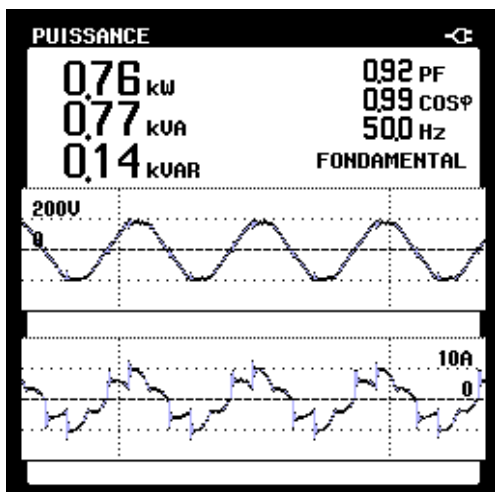 PUISSANCE
0,76 kW
0,92 PF
0,77 kVA
0,99 COSφ
50,0 Hz
0,14 kVAR
FONDAMENTAL
200V
0
10A
0